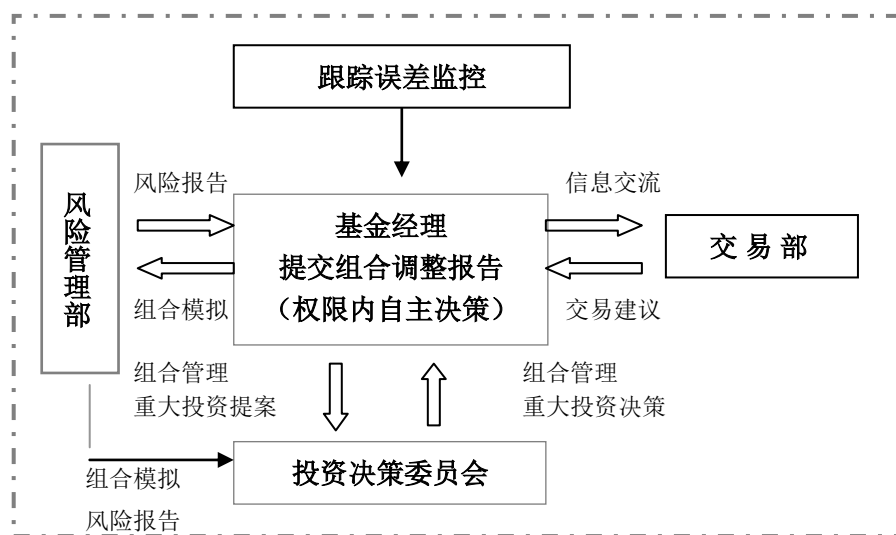 跟踪误差监控
风险管理部
风险报告
组合模拟
基金经理
提交组合调整报告
（权限内自主决策）
信息交流
交易建议
交 易 部
组合管理
重大投资提案
组合管理
重大投资决策
投资决策委员会
组合模拟
风险报告